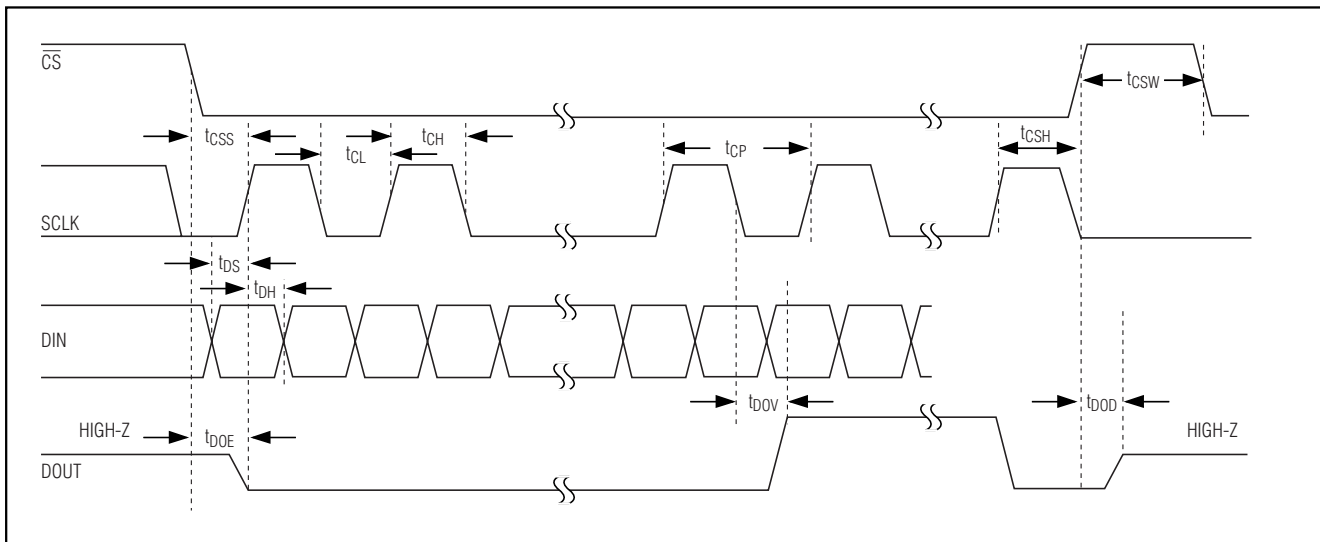 CS
tCSW
tCSS
tCL
tCH
tCP
tCSH
SCLK
tDS
tDH
DIN
tDOV
tDOD
HIGH-Z
tDOE
HIGH-Z
DOUT